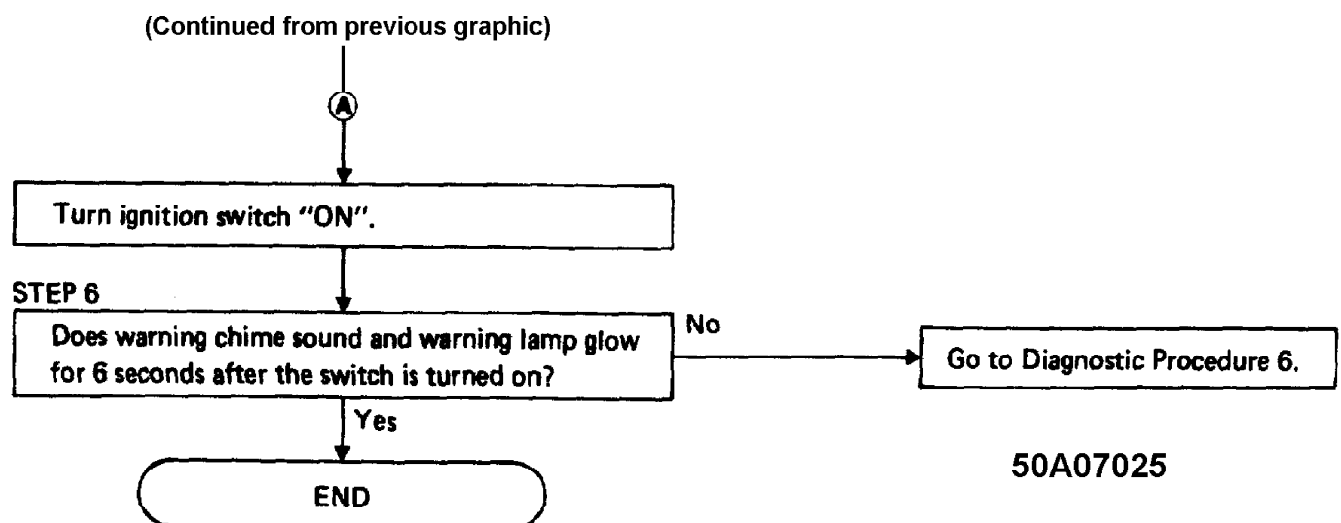 (Continued from previous graphic)
A
Turn ignition switch "ON".
STEP 6
Does warning chime sound and warning lamp glow
for 6 seconds after the switch is turned on?
No
Go to Diagnostic Procedure 6.
Yes
END
50A07025